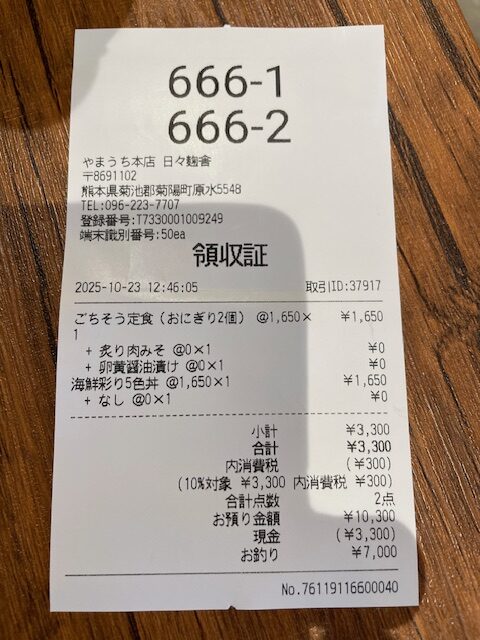 666-1
666-2
やまうち本店 日々麹舎
〒8691102
熊本県菊池郡菊陽町原水5548
TEL:096-223-7707
登録番号:T7330001009249
端末識別番号:50ea
領収証
2025-10-23 12:46:05 取引ID:37917
ごちそう定食（おにぎり2個） @1,650× ¥1,650
1
+ 炙り肉みそ @0×1 ¥0
+ 卵黄醤油漬け @0×1 ¥0
海鮮彩り5色丼 @1,650×1 ¥1,650
+ なし @0×1 ¥0
小計 ¥3,300
合計 ¥3,300
内消費税 (¥300)
(10%対象 ¥3,300 内消費税 ¥300)
合計点数 2点
お預り金額 ¥10,300
現金 (¥3,300)
お釣り ¥7,000
No.76119116600040